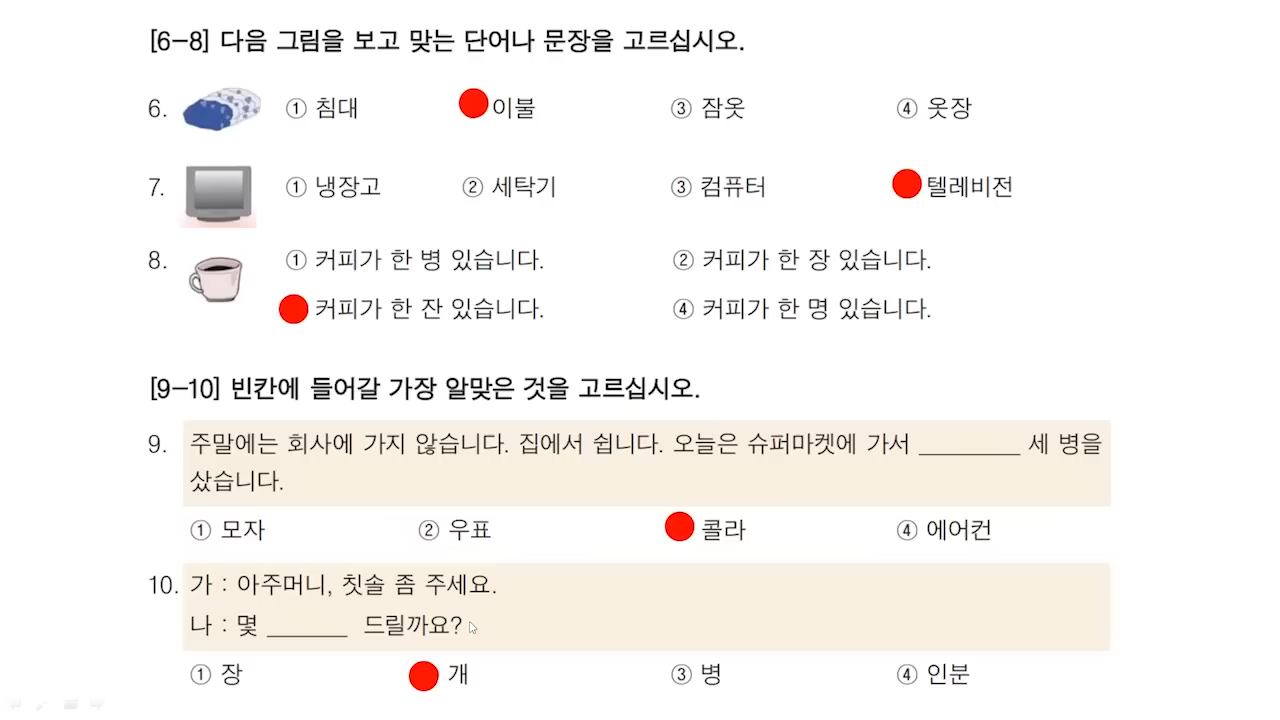 [6-8] 다음 그림을 보고 맞는 단어나 문장을 고르십시오.
6. ① 침대 이불 ③ 잠옷 ④ 옷장
7. ① 냉장고 ② 세탁기 ③ 컴퓨터 텔레비전
8. ① 커피가 한 병 있습니다. ② 커피가 한 장 있습니다.
커피가 한 잔 있습니다. ④ 커피가 한 명 있습니다.
[9-10] 빈칸에 들어갈 가장 알맞은 것을 고르십시오.
9. 주말에는 회사에 가지 않습니다. 집에서 쉽니다. 오늘은 슈퍼마켓에 가서 ________ 세 병을
샀습니다.
① 모자 ② 우표 콜라 ④ 에어컨
10. 가 : 아주머니, 칫솔 좀 주세요.
나 : 몇 ______ 드릴까요?
① 장 개 ③ 병 ④ 인분